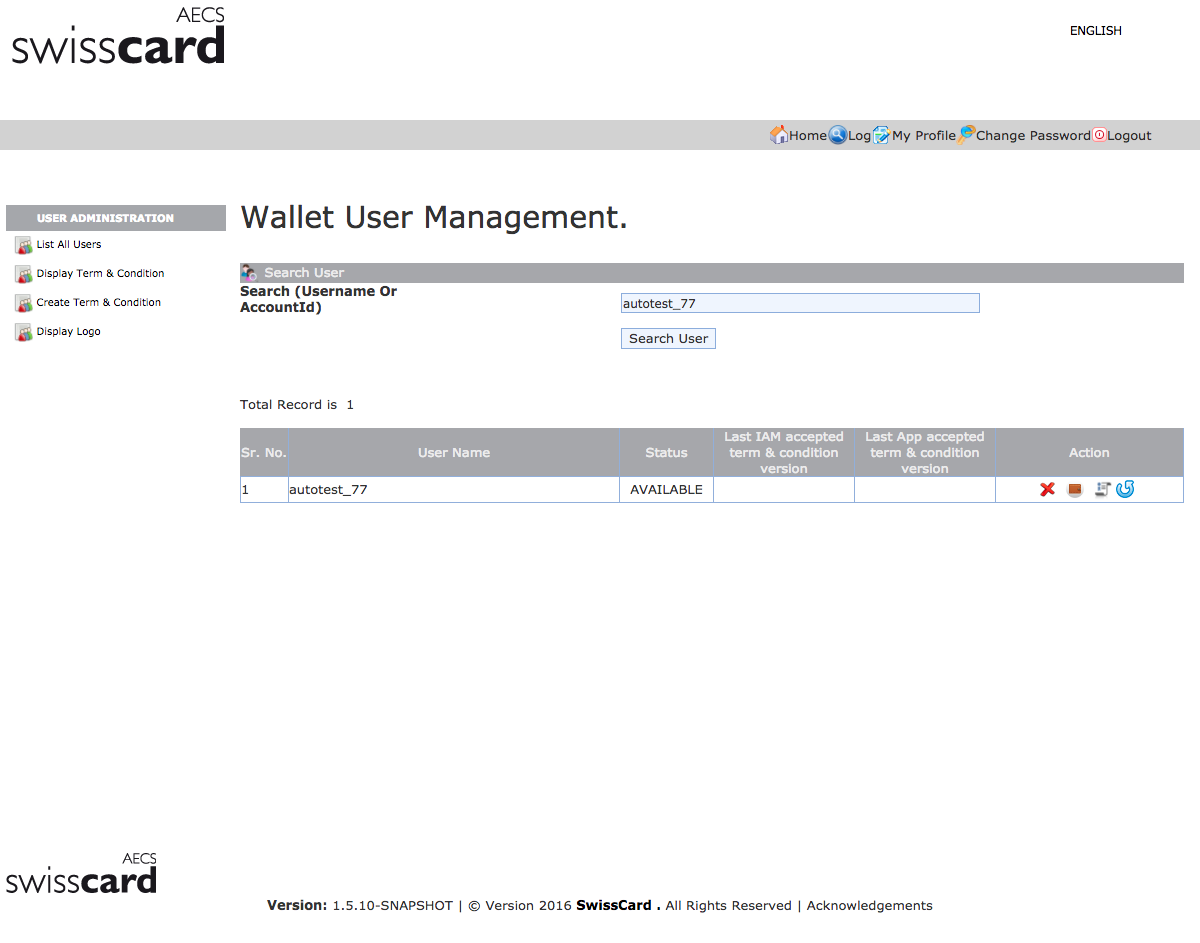 AECS
swisscard
ENGLISH
Home Log My Profile Change Password Logout
USER ADMINISTRATION
List All Users
Display Term & Condition
Create Term & Condition
Display Logo
Wallet User Management.
Search User
Search (Username Or
AccountId)
autotest_77
Search User
Total Record is 1
Sr. No. User Name Status Last IAM accepted term & condition version Last App accepted term & condition version Action
1 autotest_77 AVAILABLE
AECS
swisscard
Version: 1.5.10-SNAPSHOT | © Version 2016 SwissCard . All Rights Reserved | Acknowledgements